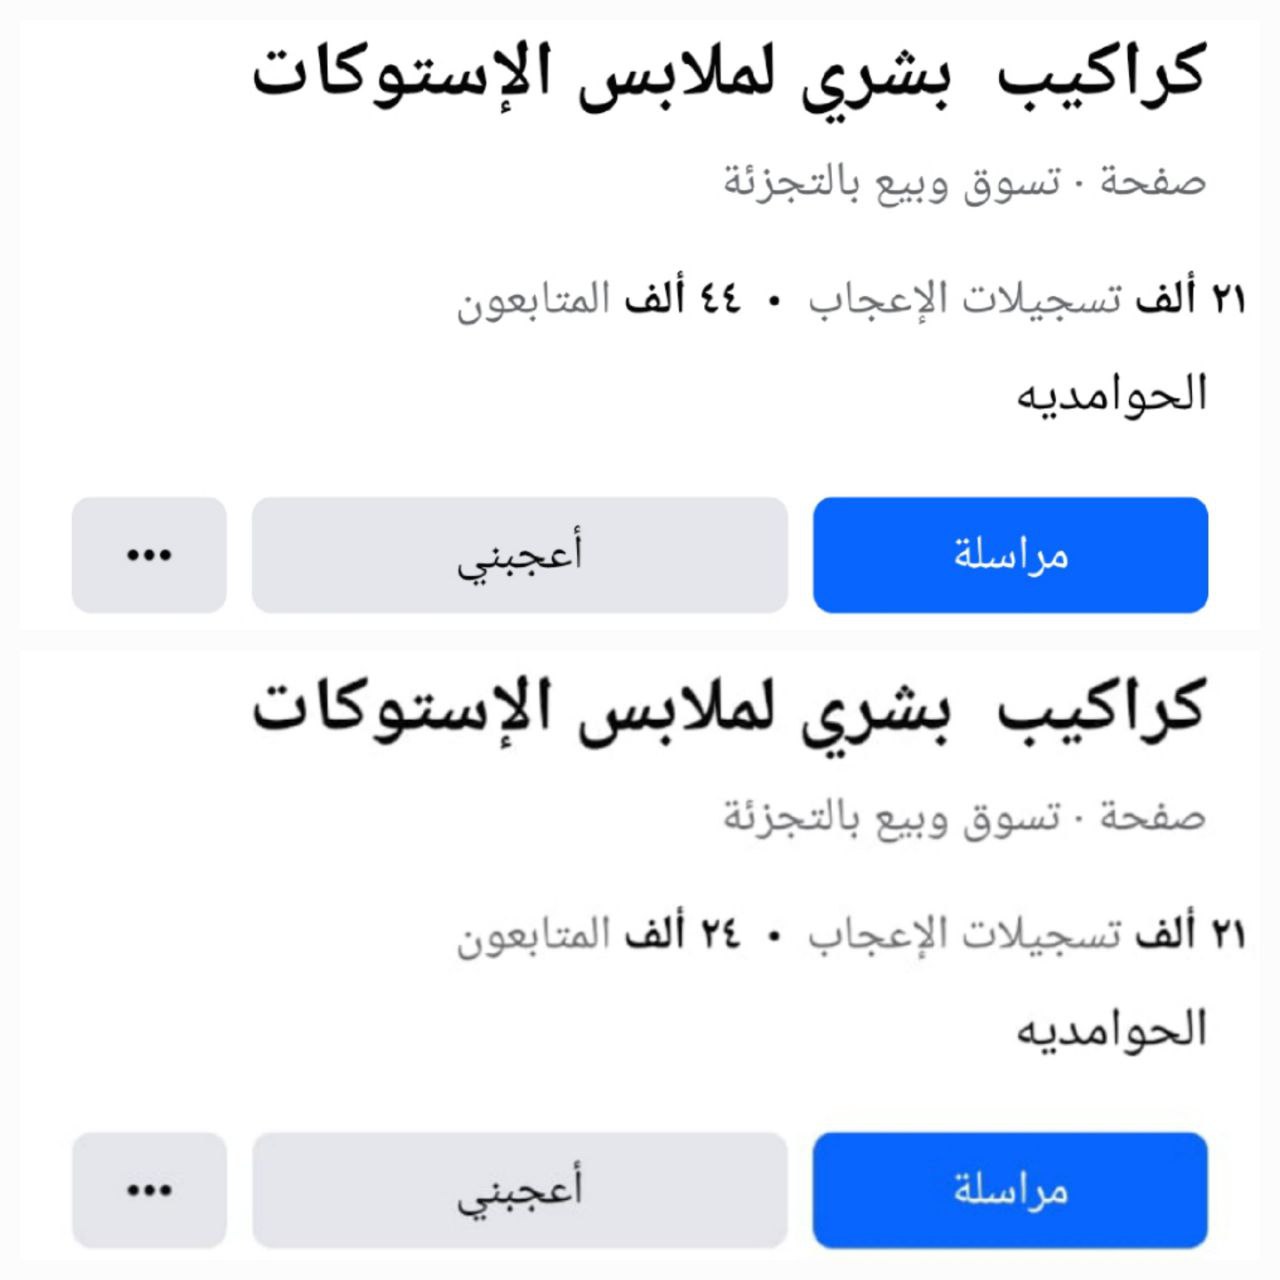 كراكيب بشري لملابس الإستوكات
صفحة · تسوق وبيع بالتجزئة
٢١ ألف تسجيلات الإعجاب • ٤٤ ألف المتابعون
الحوامديه
مراسلة
أعجبني
كراكيب بشري لملابس الإستوكات
صفحة · تسوق وبيع بالتجزئة
٢١ ألف تسجيلات الإعجاب • ٢٤ ألف المتابعون
الحوامديه
مراسلة
أعجبني